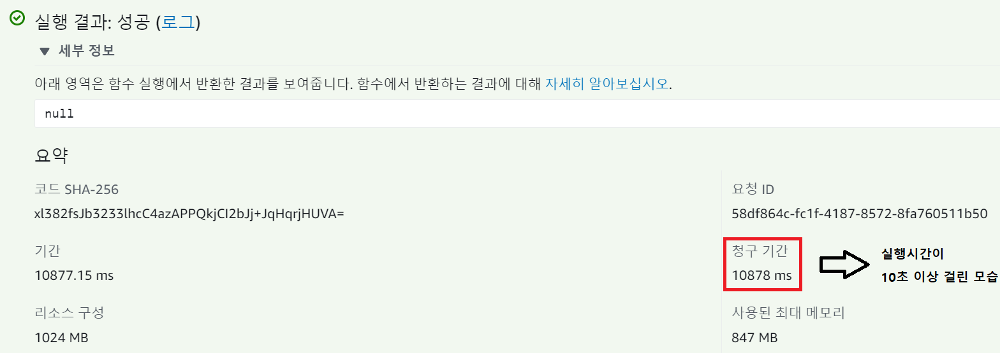 실행 결과: 성공 (로그)
▼ 세부 정보
아래 영역은 함수 실행에서 반환한 결과를 보여줍니다. 함수에서 반환하는 결과에 대해 자세히 알아보십시오.
null
요약
코드 SHA-256
xl382fsJb3233lhcC4azAPPQkjCI2bJj+JqHqrjHUVA=
요청 ID
58df864c-fc1f-4187-8572-8fa760511b50
기간
10877.15 ms
청구 기간
10878 ms
실행시간이
10초 이상 걸린 모습
리소스 구성
1024 MB
사용된 최대 메모리
847 MB